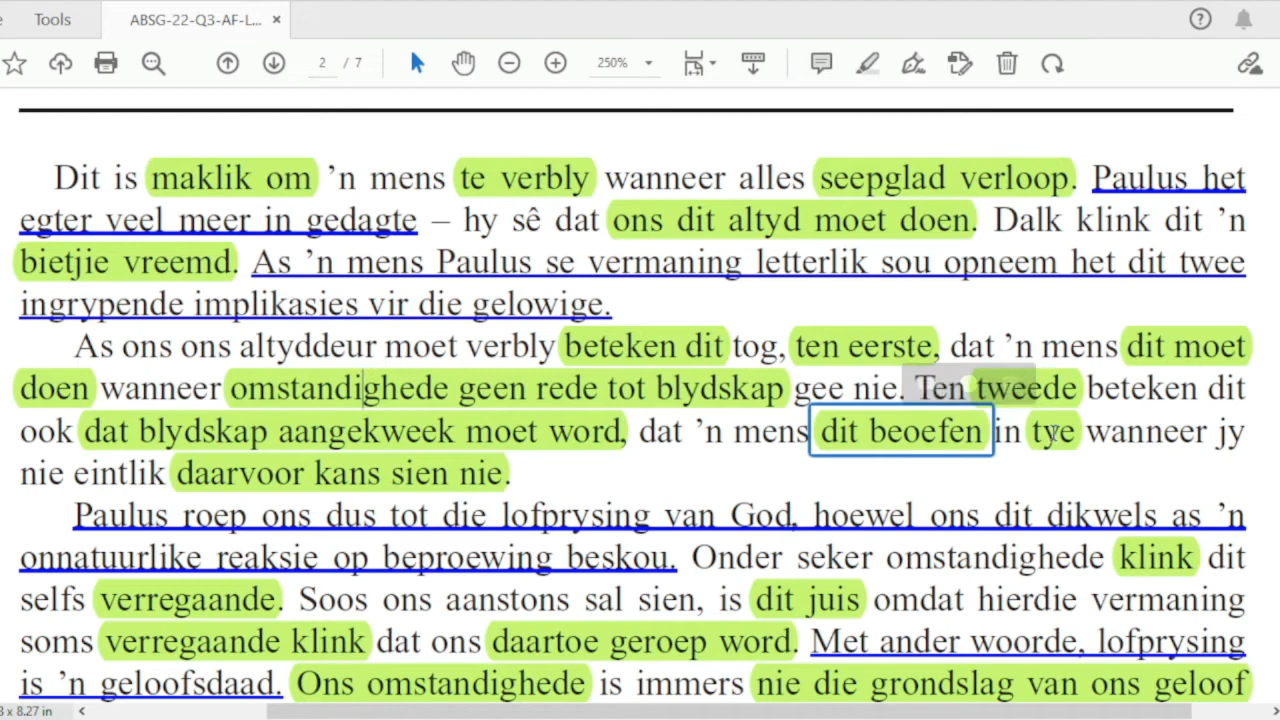 Tools
ABSG-22-Q3-AF-L... ×
2 / 7
250%
Dit is maklik om ’n mens te verbly wanneer alles seepglad verloop. Paulus het
egter veel meer in gedagte – hy sê dat ons dit altyd moet doen. Dalk klink dit ’n
bietjie vreemd. As ’n mens Paulus se vermaning letterlik sou opneem het dit twee
ingrypende implikasies vir die gelowige.
As ons ons altyddeur moet verbly beteken dit tog, ten eerste, dat ’n mens dit moet
doen wanneer omstandighede geen rede tot blydskap gee nie. Ten tweede beteken dit
ook dat blydskap aangekweek moet word, dat ’n mens dit beoefen in tye wanneer jy
nie eintlik daarvoor kans sien nie.
Paulus roep ons dus tot die lofprysing van God, hoewel ons dit dikwels as ’n
onnatuurlike reaksie op beproewing beskou. Onder seker omstandighede klink dit
selfs verregaande. Soos ons aanstons sal sien, is dit juis omdat hierdie vermaning
soms verregaande klink dat ons daartoe geroep word. Met ander woorde, lofprysing
is ’n geloofsdaad. Ons omstandighede is immers nie die grondslag van ons geloof
x 8.27 in